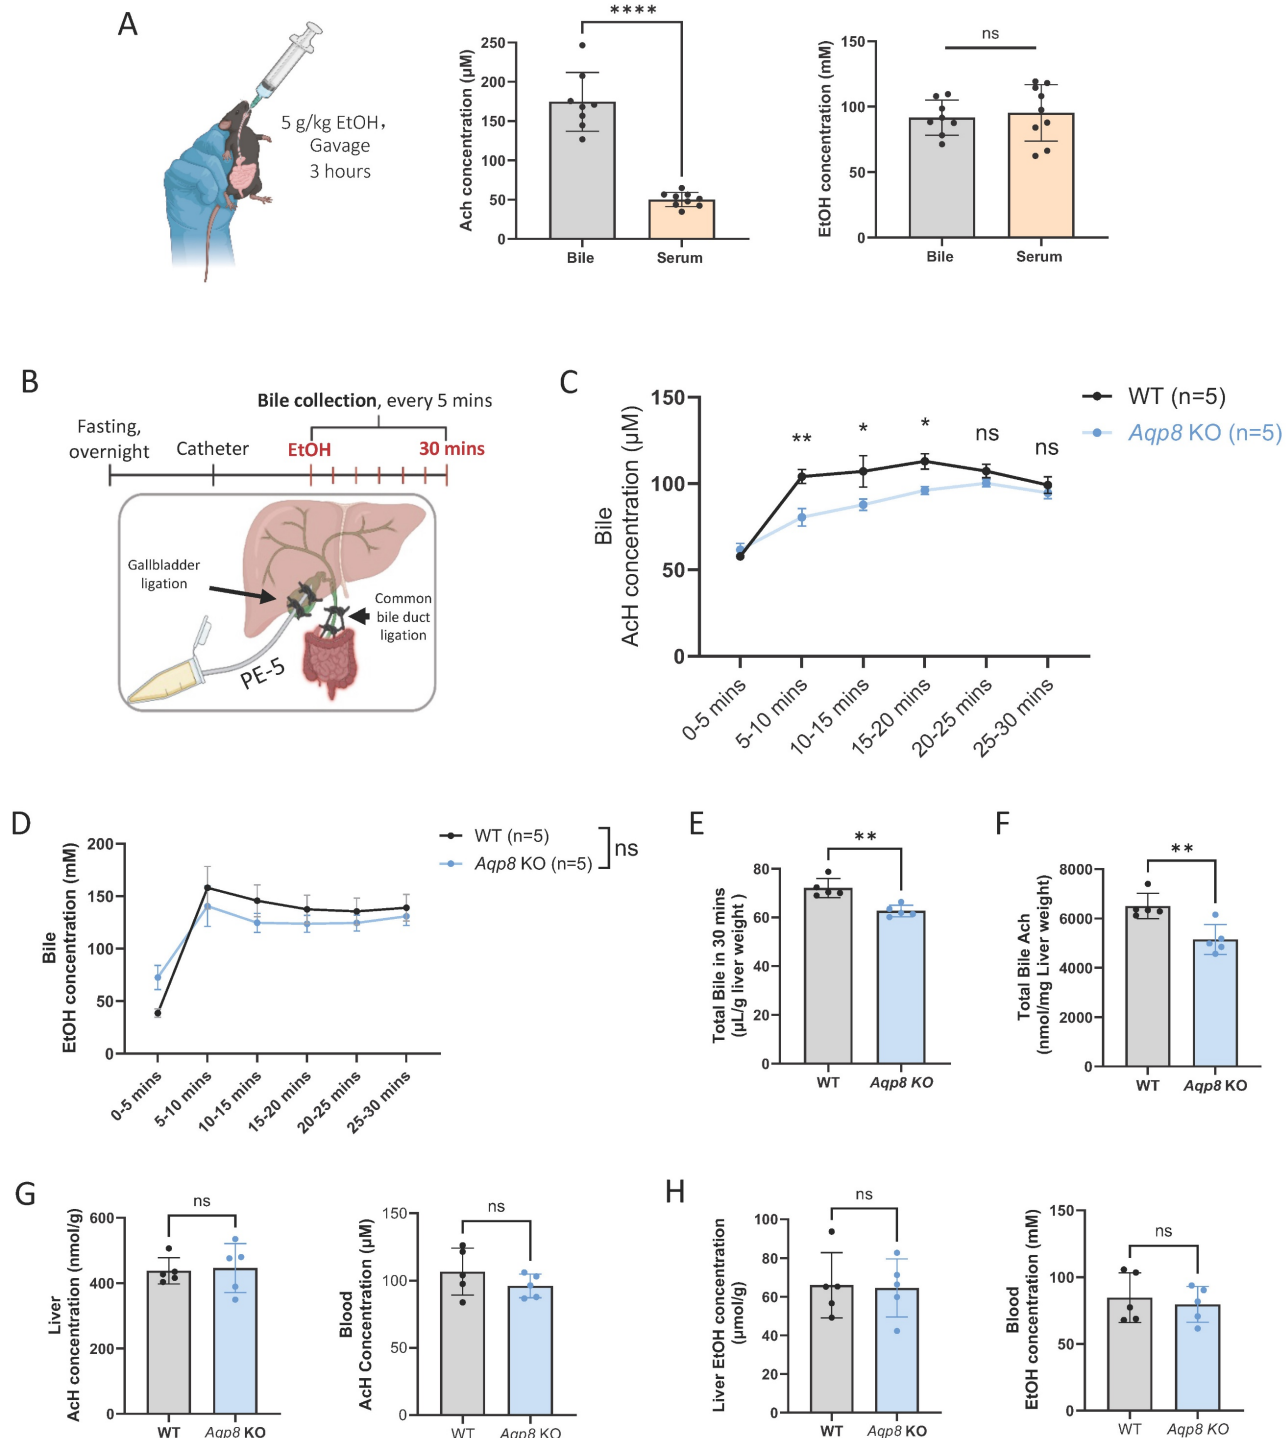 A
5 g/kg EtOH,
Gavage
3 hours
Ach concentration (μM)
250
200
150
100
50
0
****
Bile
Serum
EtOH concentration (mM)
150
100
50
0
ns
Bile
Serum
B
Bile collection, every 5 mins
Fasting,
overnight
Catheter
EtOH
30 mins
Gallbladder
ligation
Common
bile duct
ligation
PE-5
C
Bile
AcH concentration (μM)
150
100
50
0
**
*
*
ns
ns
WT (n=5)
Aqp8 KO (n=5)
0-5 mins
5-10 mins
10-15 mins
15-20 mins
20-25 mins
25-30 mins
D
Bile
EtOH concentration (mM)
200
150
100
50
0
WT (n=5)
Aqp8 KO (n=5)
ns
0-5 mins
5-10 mins
10-15 mins
15-20 mins
20-25 mins
25-30 mins
E
Total Bile in 30 mins
(μL/g liver weight )
80
60
40
20
0
**
WT
Aqp8 KO
F
Total Bile Ach
(nmol/mg Liver weight)
8000
6000
4000
2000
0
**
WT
Aqp8 KO
G
Liver
AcH concentration (nmol/g)
600
400
200
0
ns
WT
Aqp8 KO
Blood
AcH Concentration (μM)
150
100
50
0
ns
WT
Aqp8 KO
H
Liver EtOH concentration
(μmol/g)
100
80
60
40
20
0
ns
WT
Aqp8 KO
Blood
EtOH concentration (mM)
150
100
50
0
ns
WT
Aqp8 KO